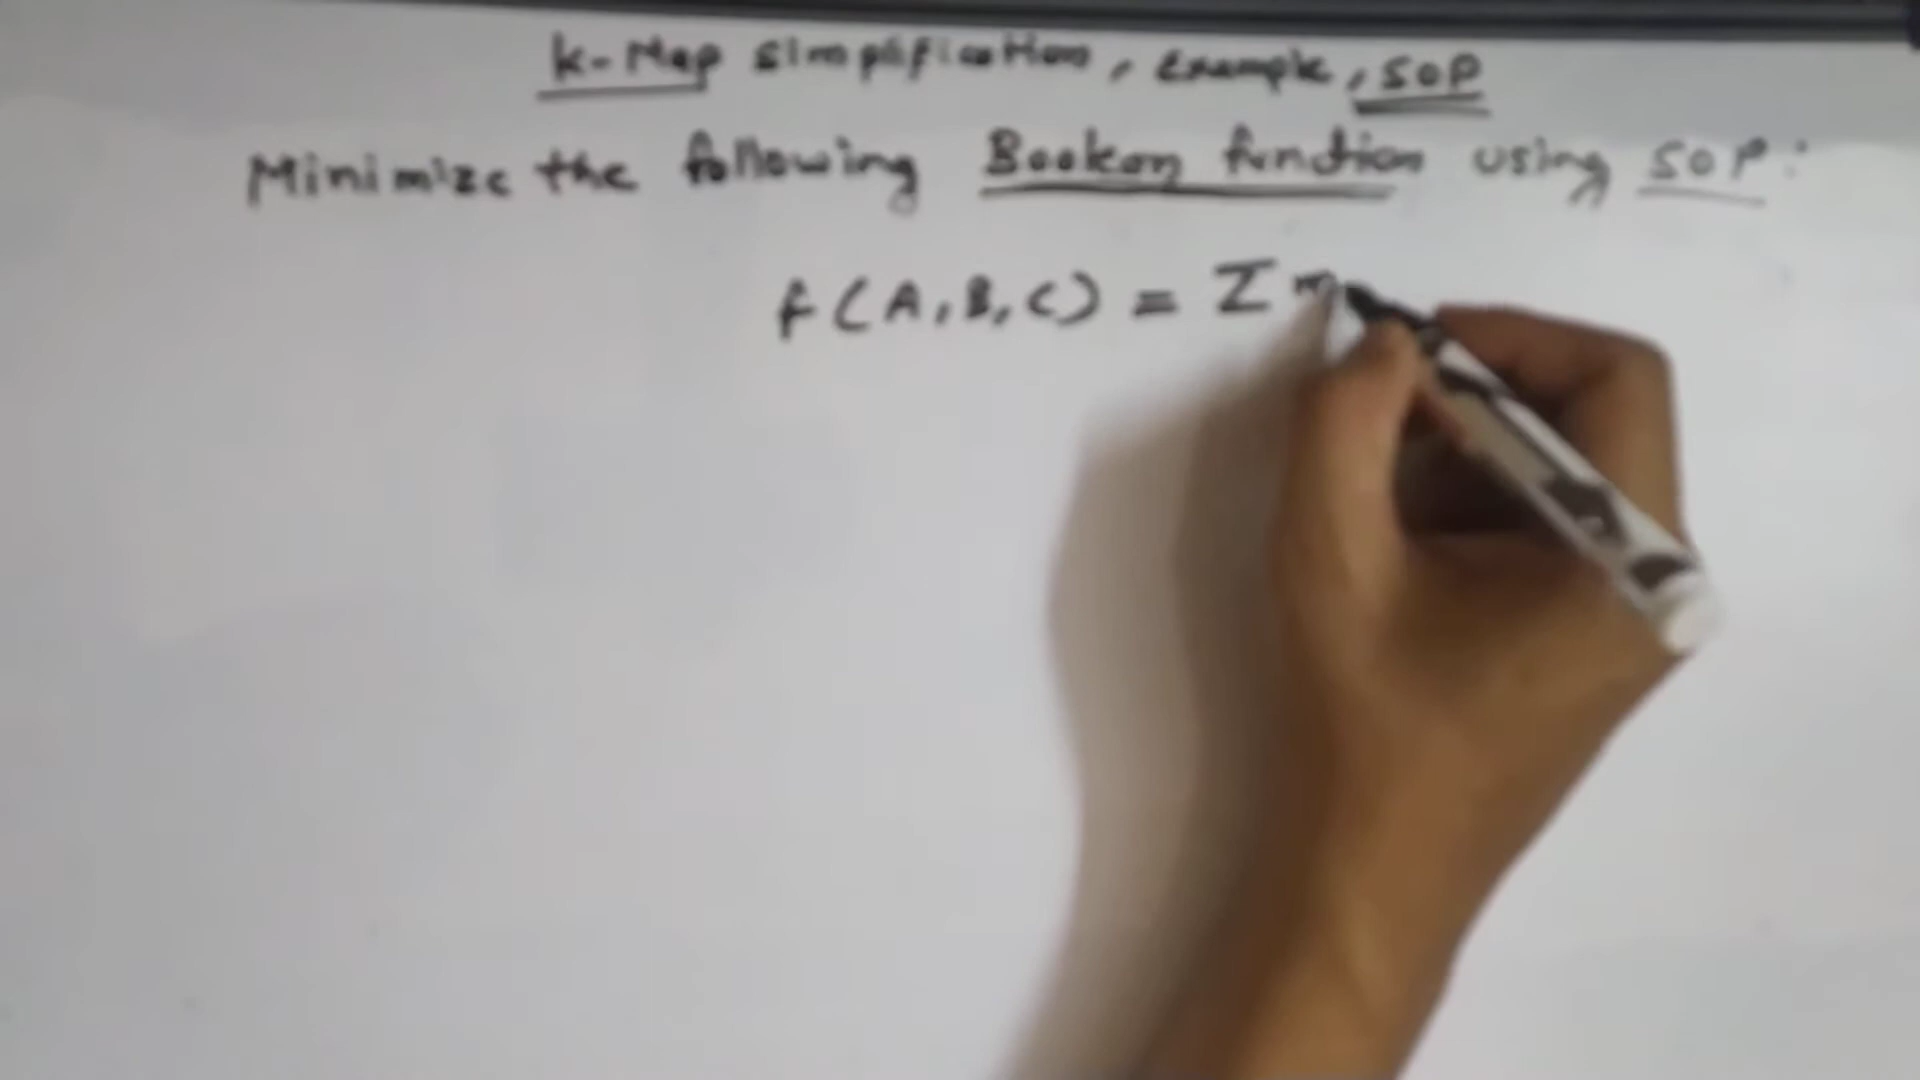 K-Map simplification, Example, SOP
Minimize the following Boolean function using SOP:
f(A,B,C) = Σm